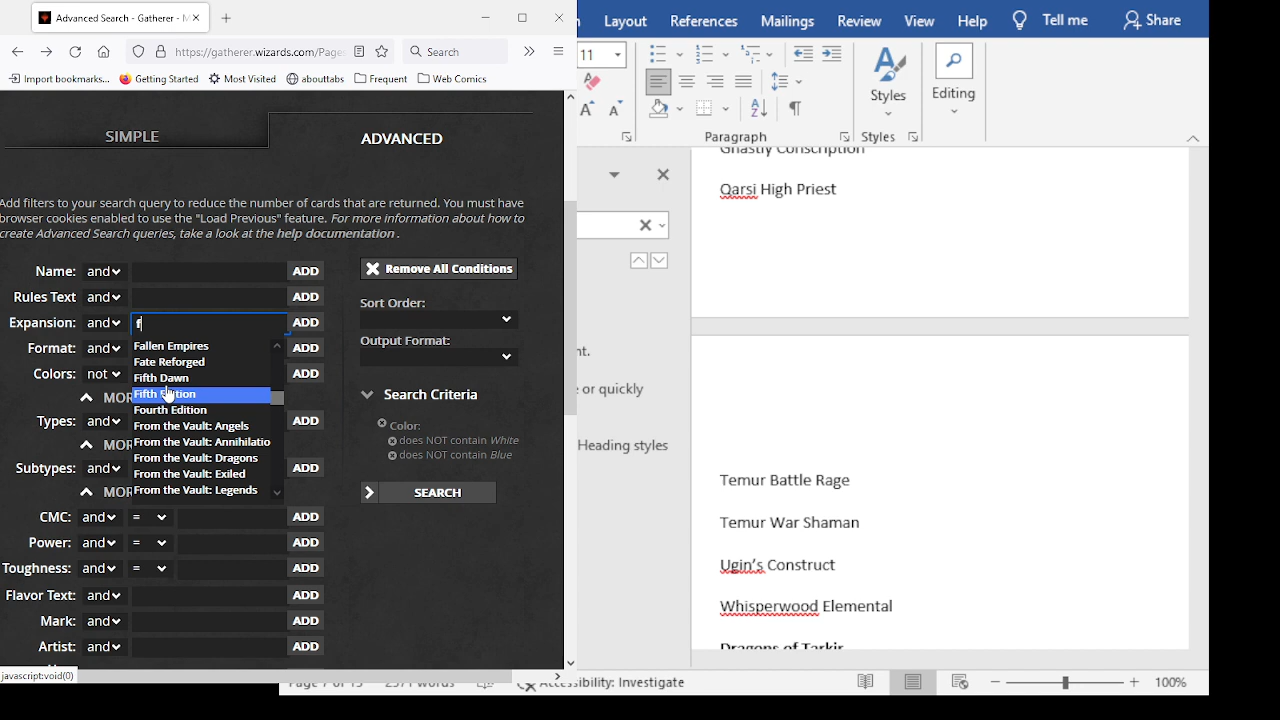 Advanced Search - Gatherer - M
https://gatherer.wizards.com/Pages
Search
Import bookmarks...
Getting Started
Most Visited
abouttabs
Frequent
Web Comics
SIMPLE
ADVANCED
Add filters to your search query to reduce the number of cards that are returned. You must have
browser cookies enabled to use the "Load Previous" feature. For more information about how to
create Advanced Search queries, take a look at the help documentation .
Name: and ADD
Rules Text and ADD
Expansion: and f ADD
Format: and ADD
Colors: not ADD
MOR
Types: and ADD
MOR
Subtypes: and ADD
MOR
Fallen Empires
Fate Reforged
Fifth Dawn
Fifth Edition
Fourth Edition
From the Vault: Angels
From the Vault: Annihilatio
From the Vault: Dragons
From the Vault: Exiled
From the Vault: Legends
CMC: and = ADD
Power: and = ADD
Toughness: and = ADD
Flavor Text: and ADD
Mark: and ADD
Artist: and ADD
Remove All Conditions
Sort Order:
Output Format:
Search Criteria
Color:
does NOT contain White
does NOT contain Blue
SEARCH
javascript:void(0)
n
Layout
References
Mailings
Review
View
Help
Tell me
Share
11
Paragraph
Styles
Styles
Editing
nt.
e or quickly
Heading styles
Ghastly Conscription
Qarsi High Priest
Temur Battle Rage
Temur War Shaman
Ugin's Construct
Whisperwood Elemental
Dragons of Tarkir
Accessibility: Investigate
100%